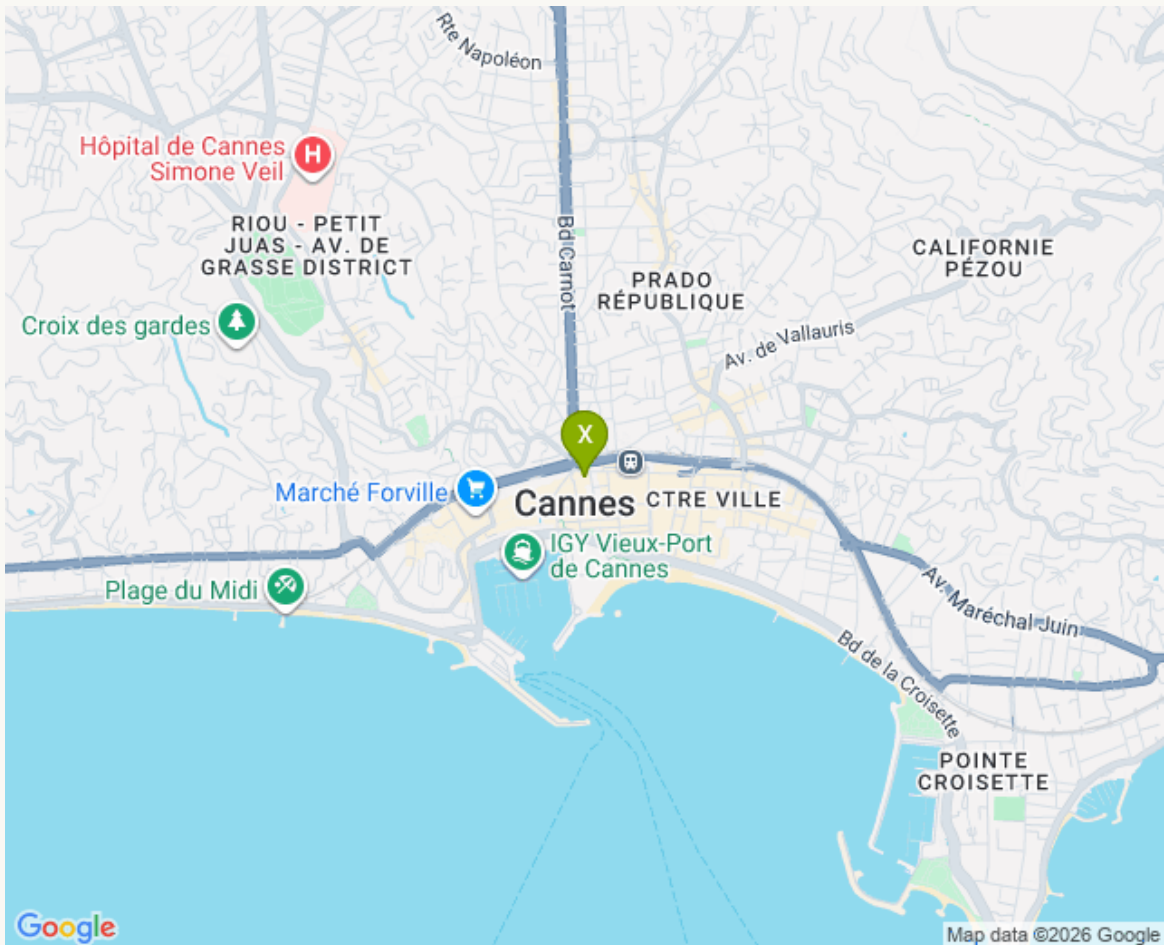 Rte Napoléon
Hôpital de Cannes
Simone Veil
H
RIOU - PETIT
JUAS - AV. DE
GRASSE DISTRICT
Bd Carnot
CALIFORNIE
PÉZOU
PRADO
RÉPUBLIQUE
Croix des gardes
Av. de Vallauris
X
Marché Forville
Cannes
CTRE VILLE
IGY Vieux-Port
de Cannes
Plage du Midi
Av. Maréchal Juin
Bd de la Croisette
POINTE
CROISETTE
Google
Map data ©2026 Google